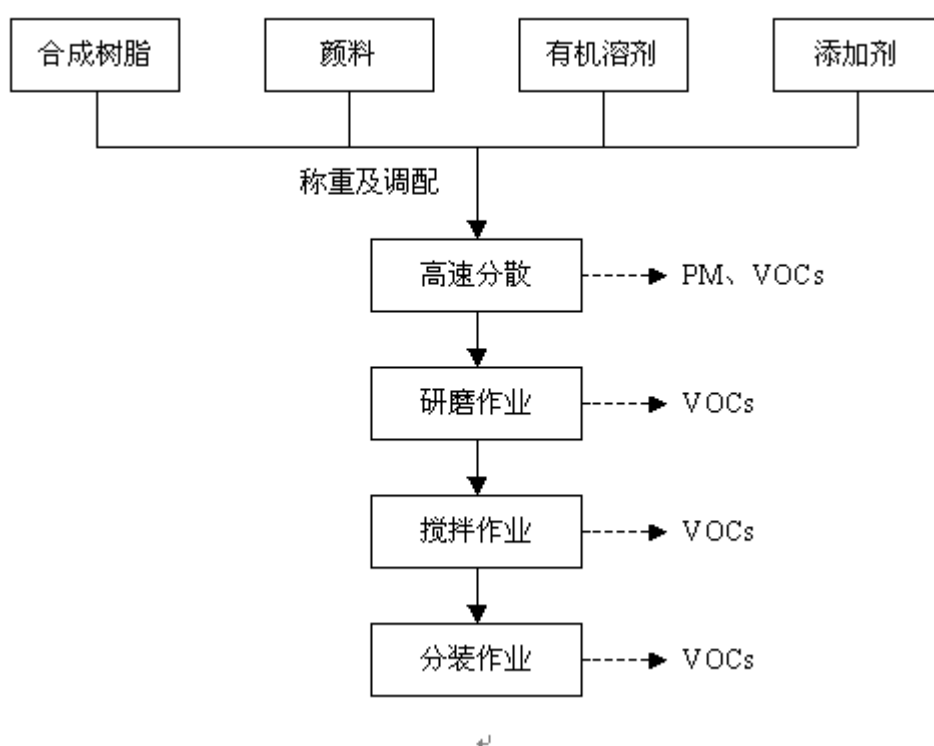 合成树脂
颜料
有机溶剂
添加剂
称重及调配
高速分散
PM、VOCs
研磨作业
VOCs
搅拌作业
VOCs
分装作业
VOCs